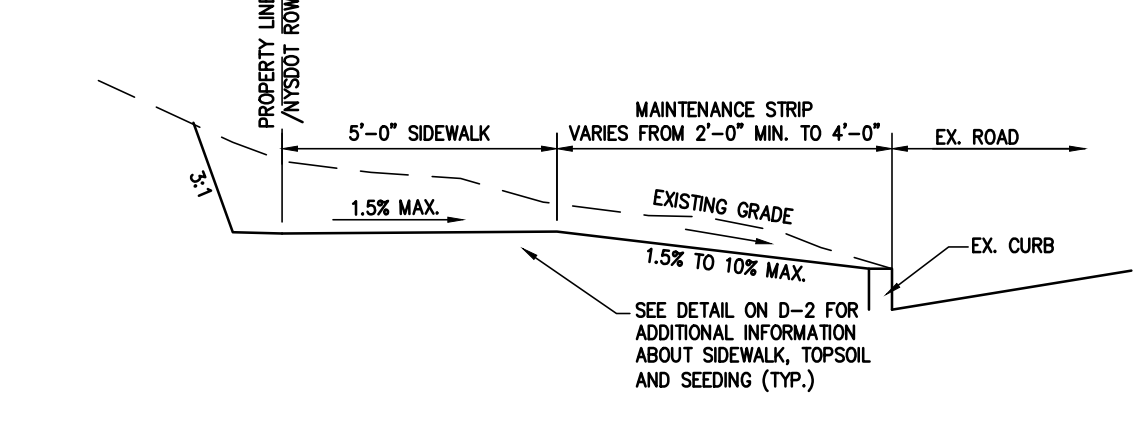 PROPERTY LINE
/NYSDOT ROW
5'-0" SIDEWALK
MAINTENANCE STRIP
VARIES FROM 2'-0" MIN. TO 4'-0"
EX. ROAD
3:1
1.5% MAX.
EXISTING GRADE
1.5% TO 10% MAX.
EX. CURB
SEE DETAIL ON D-2 FOR
ADDITIONAL INFORMATION
ABOUT SIDEWALK, TOPSOIL
AND SEEDING (TYP.)